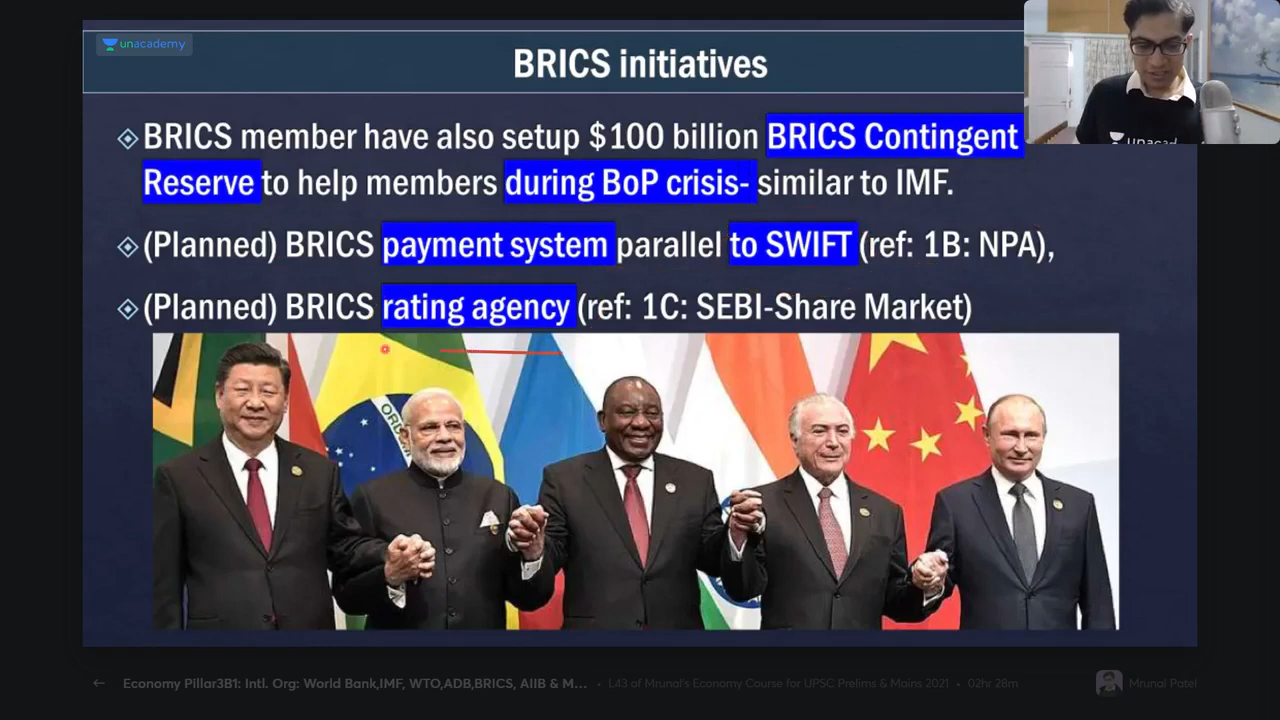 unacademy
BRICS initiatives
BRICS member have also setup $100 billion BRICS Contingent
Reserve to help members during BoP crisis- similar to IMF.
(Planned) BRICS payment system parallel to SWIFT (ref: 1B: NPA),
(Planned) BRICS rating agency (ref: 1C: SEBI-Share Market)
← Economy Pillar3B1: Intl. Org: World Bank,IMF, WTO,ADB,BRICS, AIIB & M... • L43 of Mrunal's Economy Course for UPSC Prelims & Mains 2021 • 02hr 28m Mrunal Patel